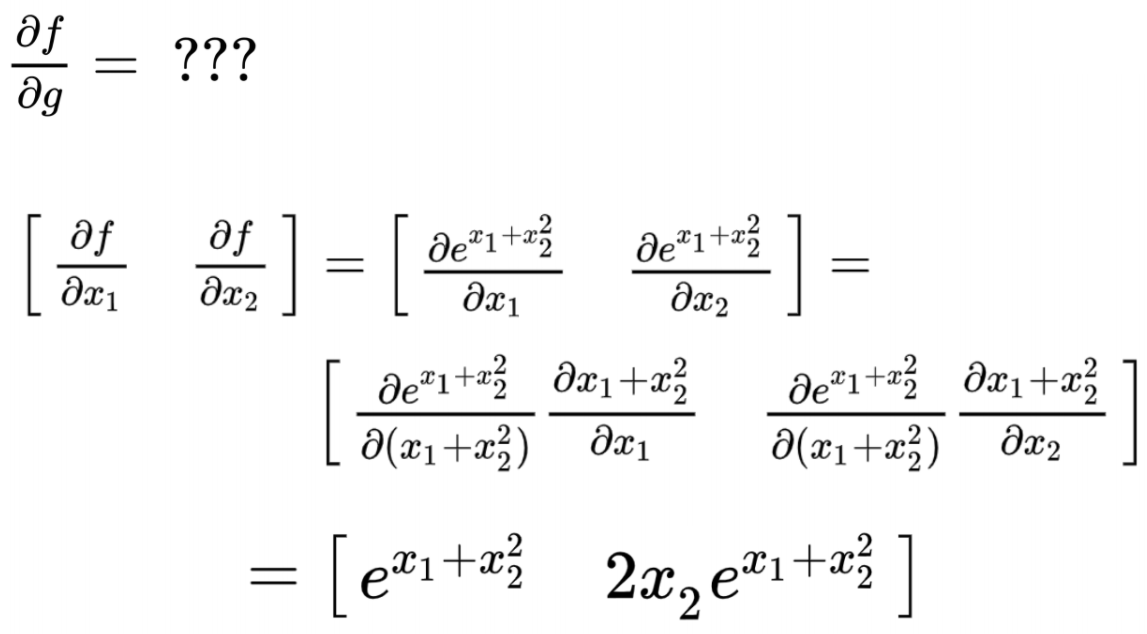 ∂f/∂g = ???
[ ∂f/∂x₁ ∂f/∂x₂ ] = [ ∂e^(x₁+x₂²)/∂x₁ ∂e^(x₁+x₂²)/∂x₂ ] =
[ ∂e^(x₁+x₂²)/∂(x₁+x₂²) ∂x₁+x₂²/∂x₁ ∂e^(x₁+x₂²)/∂(x₁+x₂²) ∂x₁+x₂²/∂x₂ ]
= [ e^(x₁+x₂²) 2x₂e^(x₁+x₂²) ]